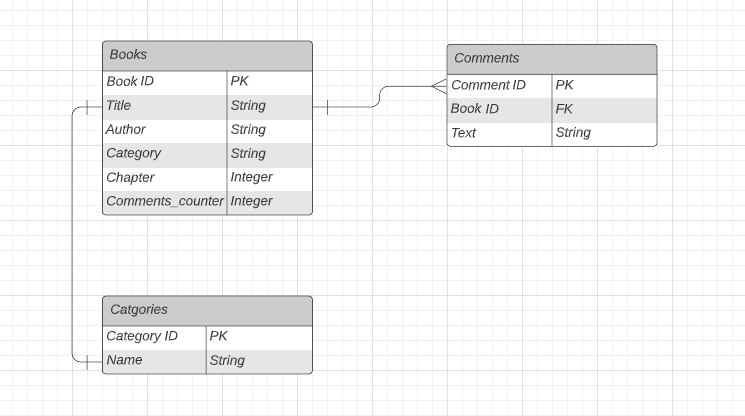 Books
Book ID PK
Title String
Author String
Category String
Chapter Integer
Comments_counter Integer
Comments
Comment ID PK
Book ID FK
Text String
Catgories
Category ID PK
Name String